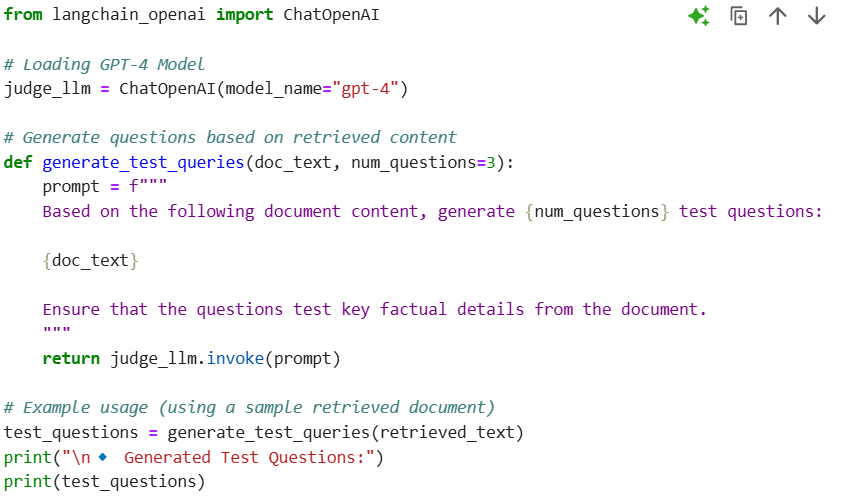 from langchain_openai import ChatOpenAI
# Loading GPT-4 Model
judge_llm = ChatOpenAI(model_name="gpt-4")
# Generate questions based on retrieved content
def generate_test_queries(doc_text, num_questions=3):
    prompt = f"""
    Based on the following document content, generate {num_questions} test questions:
    {doc_text}
    Ensure that the questions test key factual details from the document.
    """
    return judge_llm.invoke(prompt)
# Example usage (using a sample retrieved document)
test_questions = generate_test_queries(retrieved_text)
print("\n🔹 Generated Test Questions:")
print(test_questions)